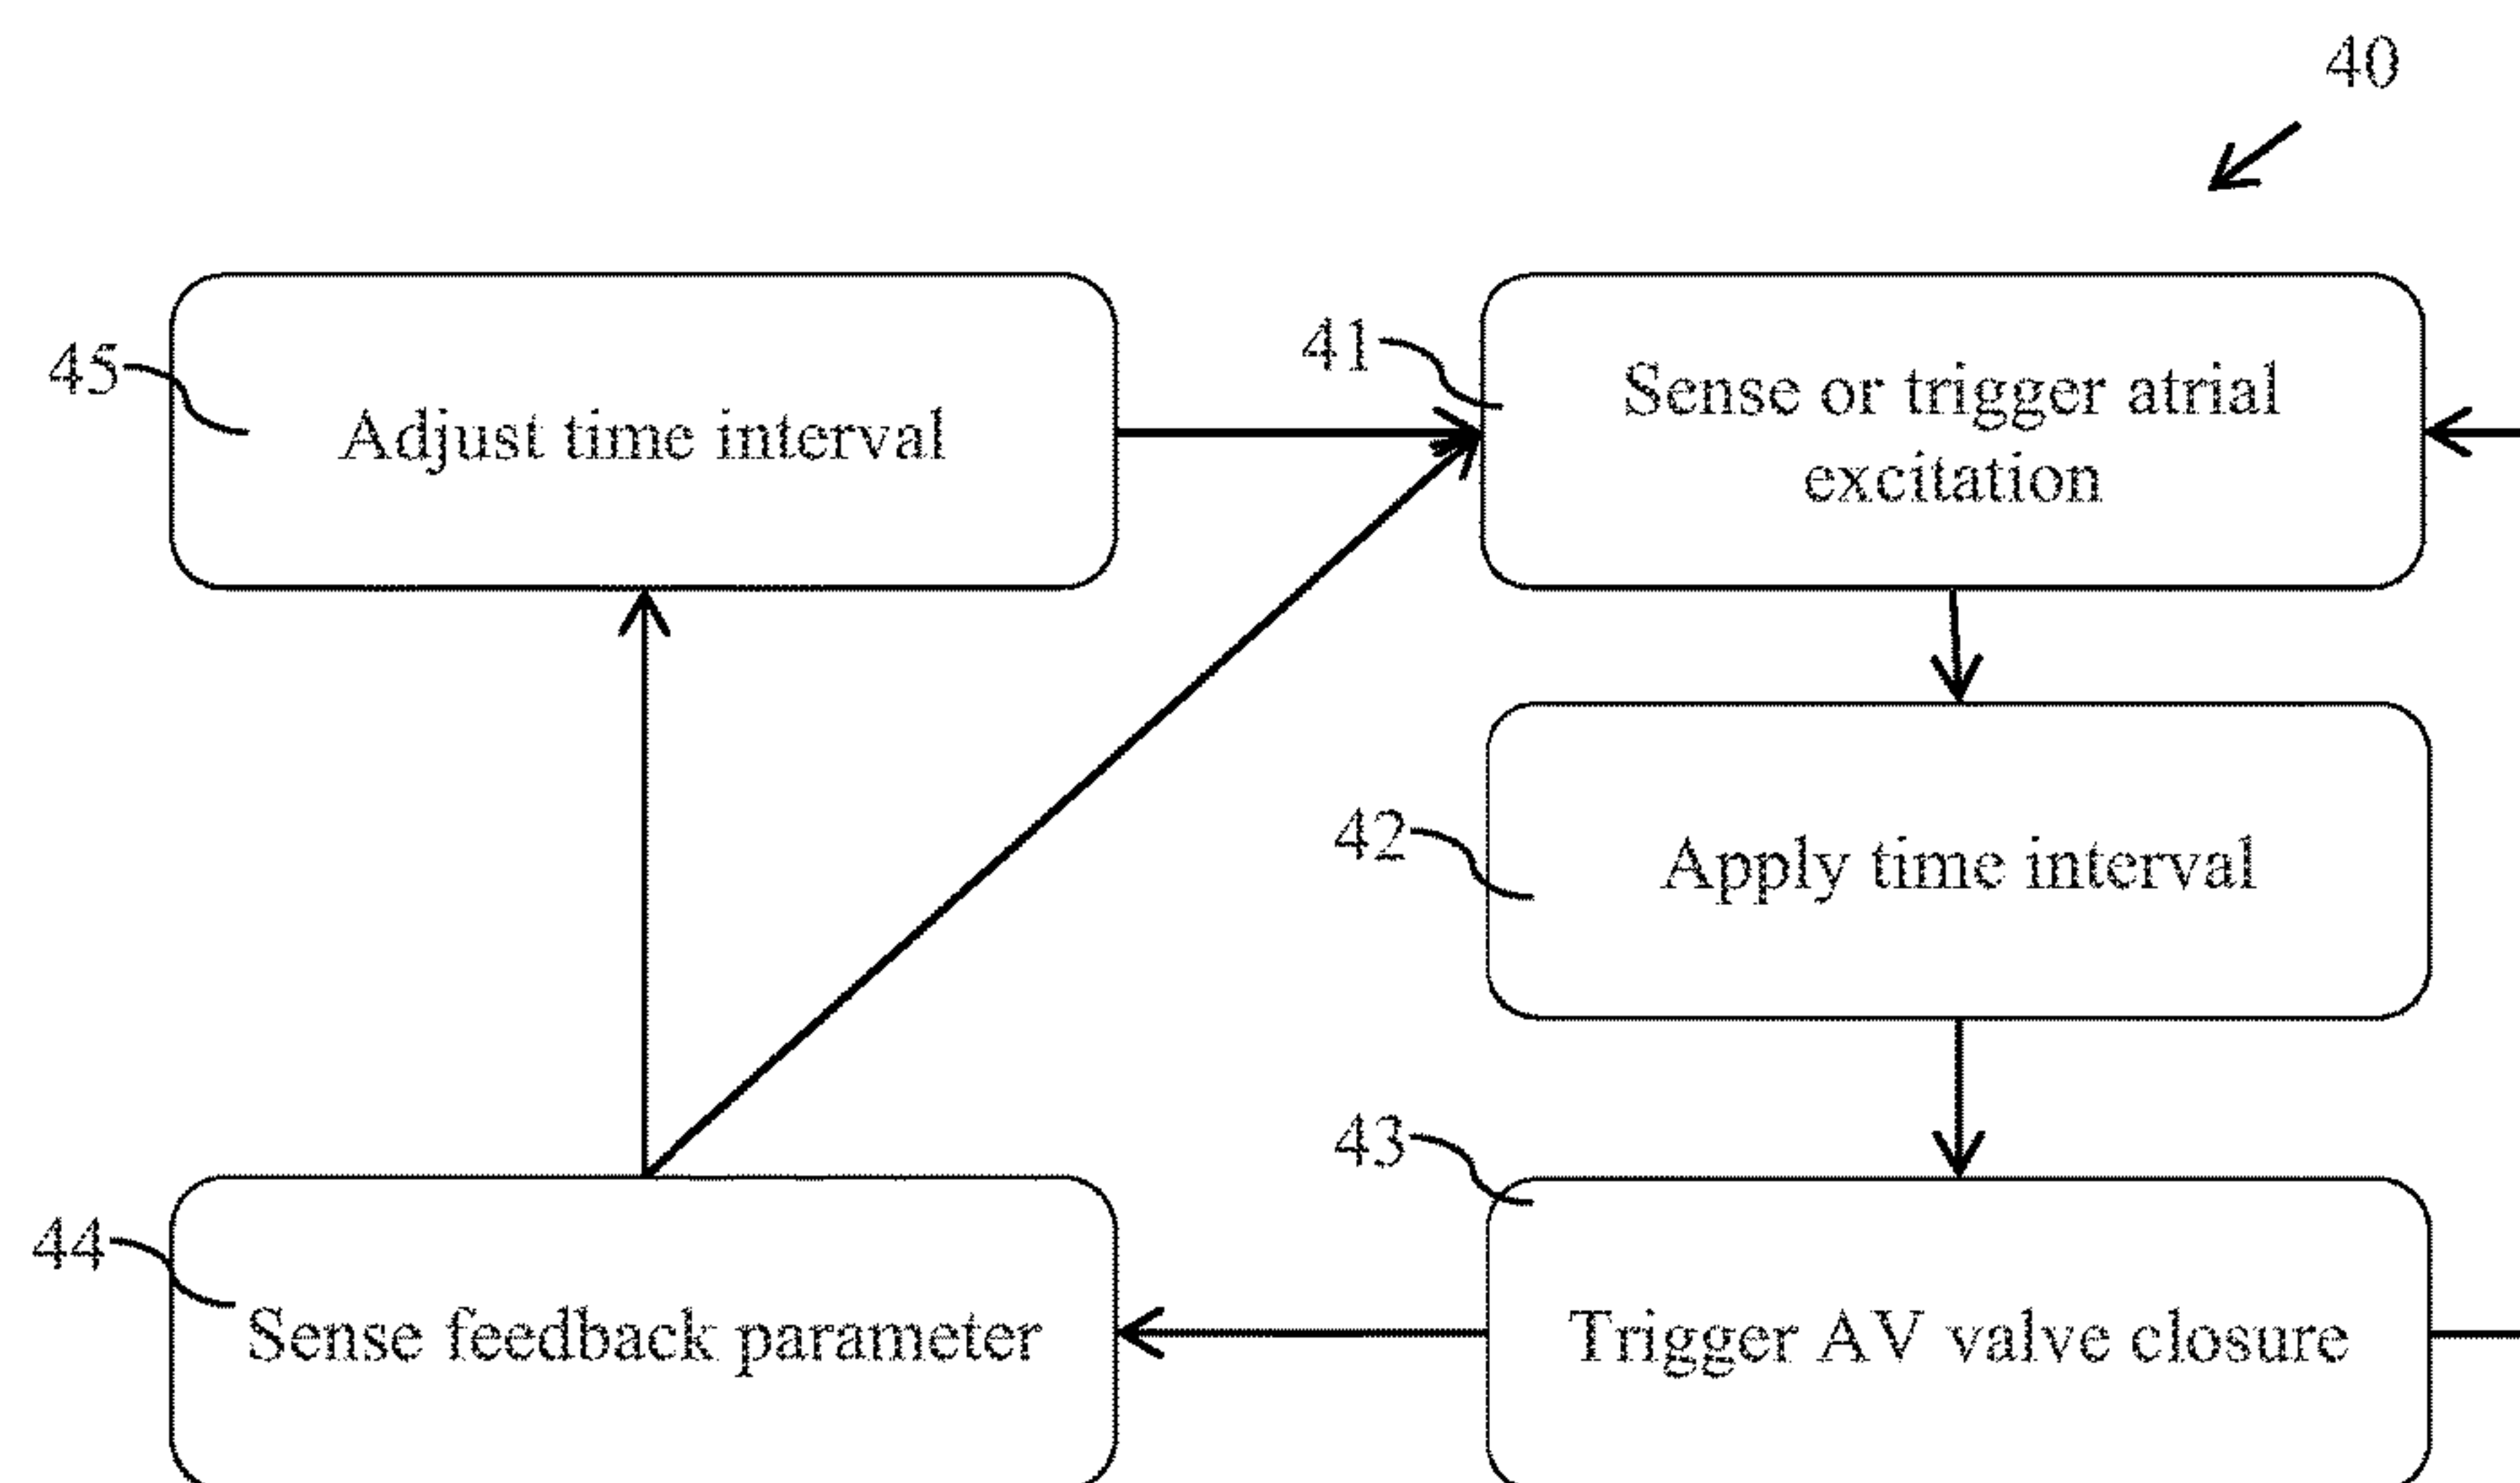 40
45
Adjust time interval
41
Sense or trigger atrial
excitation
42
Apply time interval
43
Trigger AV valve closure
44
Sense feedback parameter